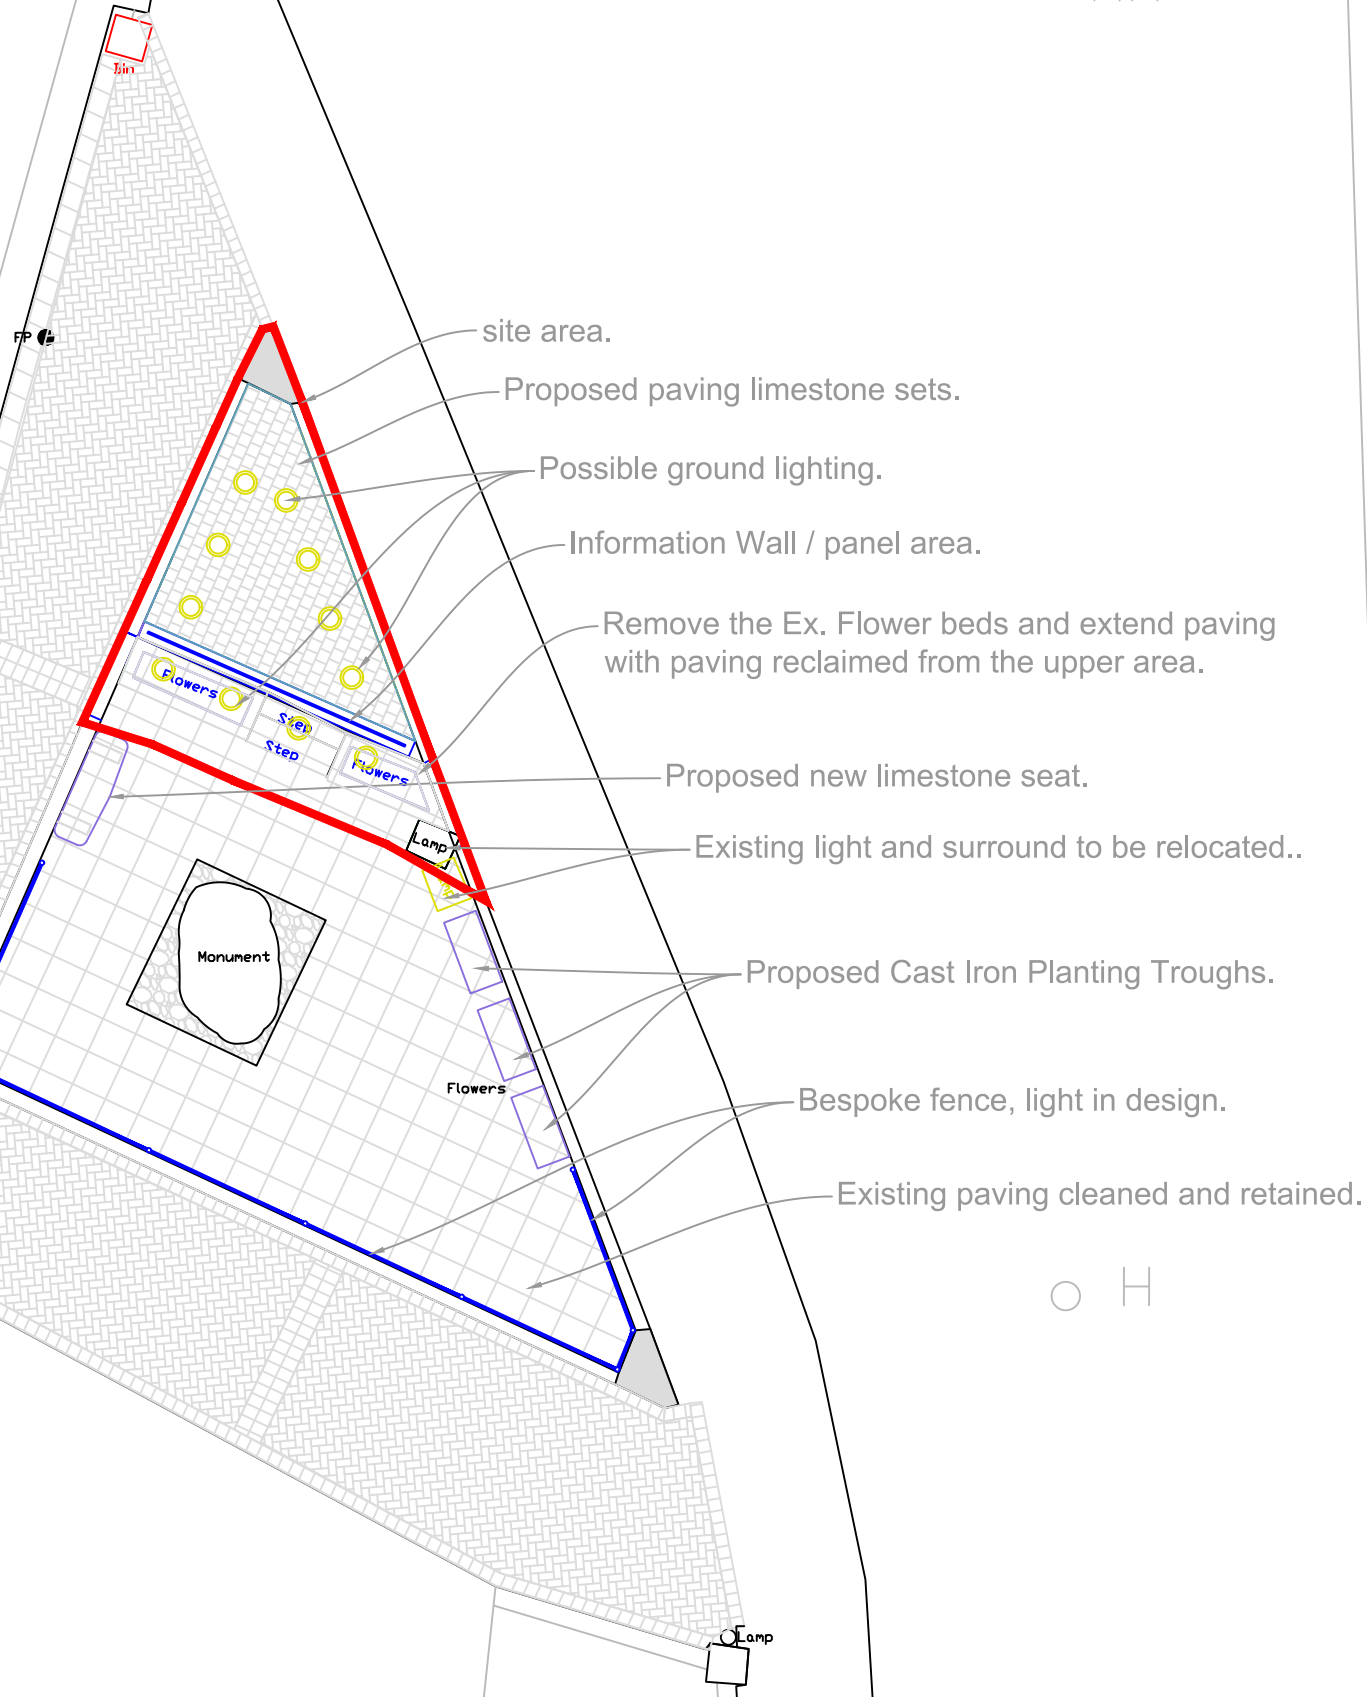 Bin
FP
site area.
Proposed paving limestone sets.
Possible ground lighting.
Information Wall / panel area.
Remove the Ex. Flower beds and extend paving
with paving reclaimed from the upper area.
Flowers
Step
Step
Flowers
Proposed new limestone seat.
Lamp
Existing light and surround to be relocated..
Monument
Proposed Cast Iron Planting Troughs.
Flowers
Bespoke fence, light in design.
Existing paving cleaned and retained.
H
Lamp